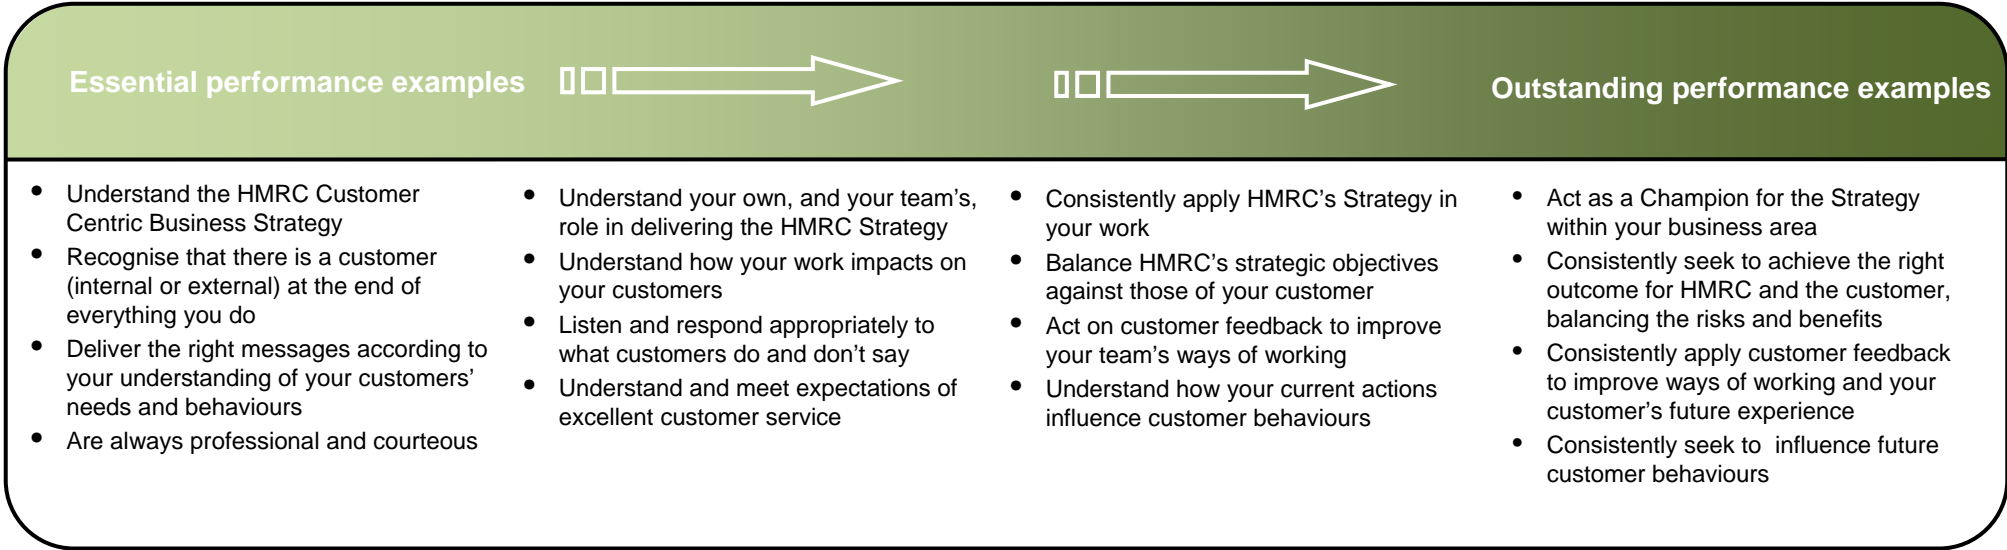 Essential performance examples
Outstanding performance examples
• Understand the HMRC Customer
Centric Business Strategy
• Recognise that there is a customer
(internal or external) at the end of
everything you do
• Deliver the right messages according to
your understanding of your customers’
needs and behaviours
• Are always professional and courteous
• Understand your own, and your team’s,
role in delivering the HMRC Strategy
• Understand how your work impacts on
your customers
• Listen and respond appropriately to
what customers do and don’t say
• Understand and meet expectations of
excellent customer service
• Consistently apply HMRC’s Strategy in
your work
• Balance HMRC’s strategic objectives
against those of your customer
• Act on customer feedback to improve
your team’s ways of working
• Understand how your current actions
influence customer behaviours
• Act as a Champion for the Strategy
within your business area
• Consistently seek to achieve the right
outcome for HMRC and the customer,
balancing the risks and benefits
• Consistently apply customer feedback
to improve ways of working and your
customer’s future experience
• Consistently seek to  influence future
customer behaviours